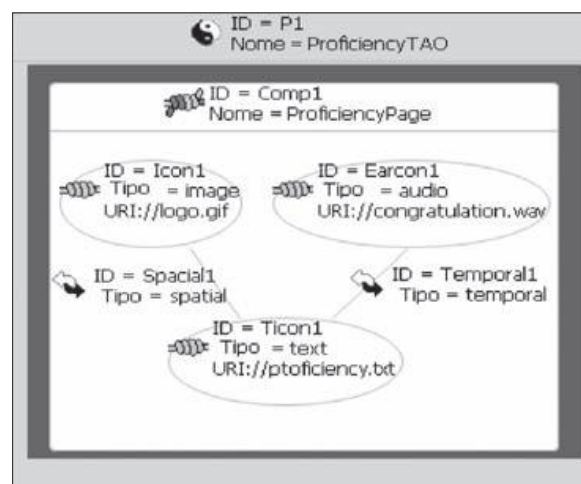 ID = P1
Nome = ProficiencyTAO
ID = Comp1
Nome = ProficiencyPage
ID = Icon1
Tipo = image
URI://logo.gif
ID = Earcon1
Tipo = audio
URI://congratulation.wav
ID = Spacial1
Tipo = spatial
ID = Temporal1
Tipo = temporal
ID = Ticon1
Tipo = text
URI://ptoficiency.txt